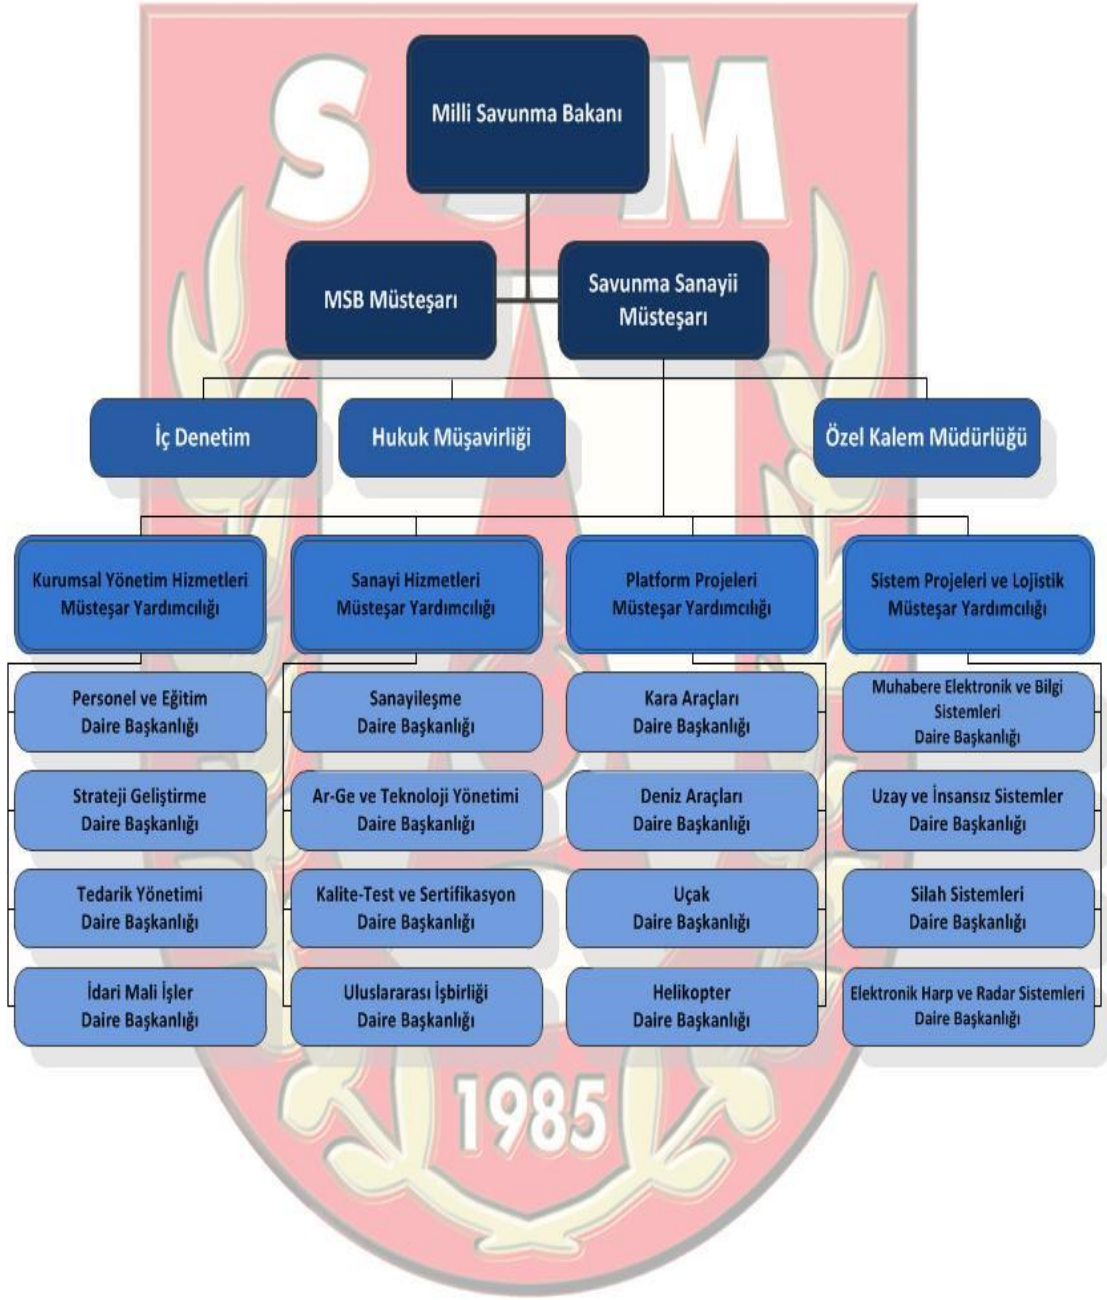 S S M
Milli Savunma Bakanı
MSB Müsteşarı
Savunma Sanayii
Müsteşarı
İç Denetim
Hukuk Müşavirliği
Özel Kalem Müdürlüğü
Kurumsal Yönetim Hizmetleri
Müsteşar Yardımcılığı
Sanayi Hizmetleri
Müsteşar Yardımcılığı
Platform Projeleri
Müsteşar Yardımcılığı
Sistem Projeleri ve Lojistik
Müsteşar Yardımcılığı
Personel ve Eğitim
Daire Başkanlığı
Sanayileşme
Daire Başkanlığı
Kara Araçları
Daire Başkanlığı
Muhabere Elektronik ve Bilgi
Sistemleri
Daire Başkanlığı
Strateji Geliştirme
Daire Başkanlığı
Ar-Ge ve Teknoloji Yönetimi
Daire Başkanlığı
Deniz Araçları
Daire Başkanlığı
Uzay ve İnsansız Sistemler
Daire Başkanlığı
Tedarik Yönetimi
Daire Başkanlığı
Kalite-Test ve Sertifikasyon
Daire Başkanlığı
Uçak
Daire Başkanlığı
Silah Sistemleri
Daire Başkanlığı
İdari Mali İşler
Daire Başkanlığı
Uluslararası İşbirliği
Daire Başkanlığı
Helikopter
Daire Başkanlığı
Elektronik Harp ve Radar Sistemleri
Daire Başkanlığı
1985